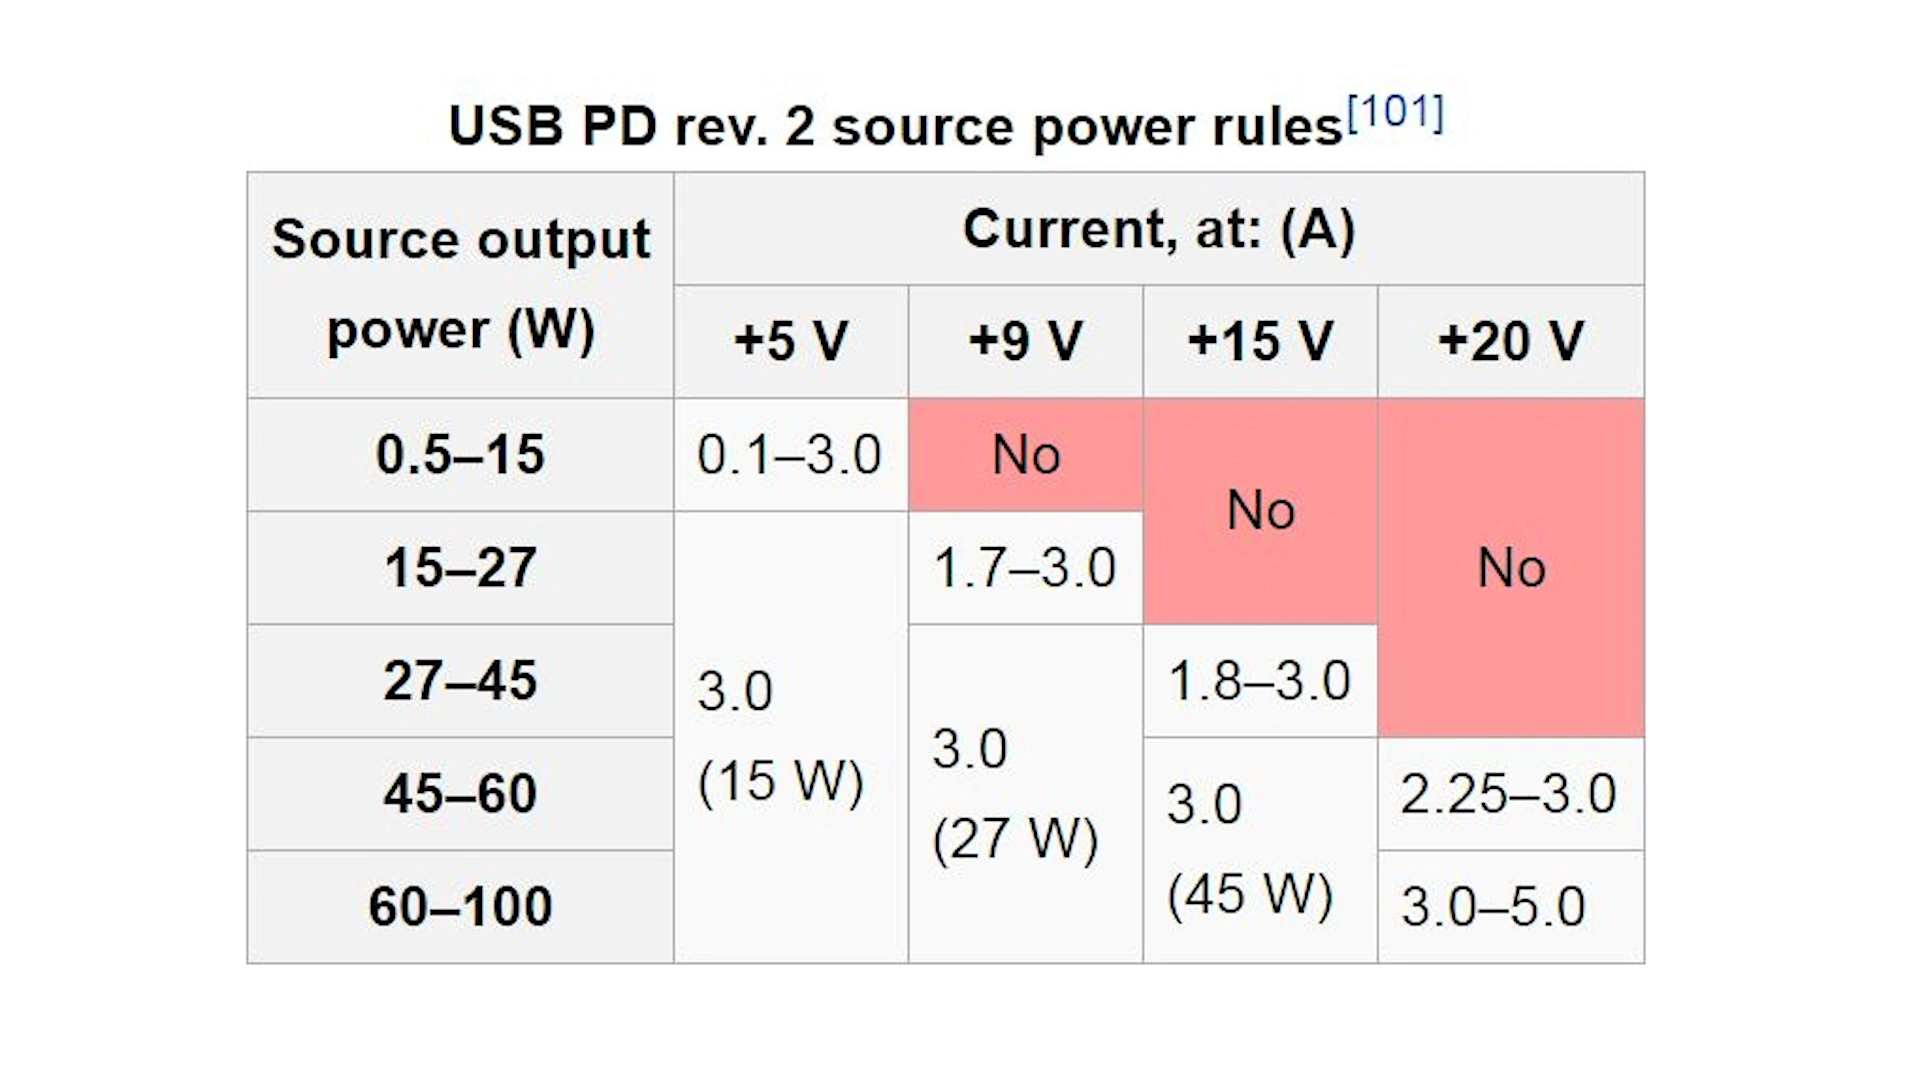 USB PD rev. 2 source power rules[101]
Source output
power (W)
Current, at: (A)
+5 V
+9 V
+15 V
+20 V
0.5–15
0.1–3.0
No
No
No
15–27
3.0
(15 W)
1.7–3.0
27–45
3.0
(27 W)
1.8–3.0
45–60
3.0
(45 W)
2.25–3.0
60–100
3.0–5.0